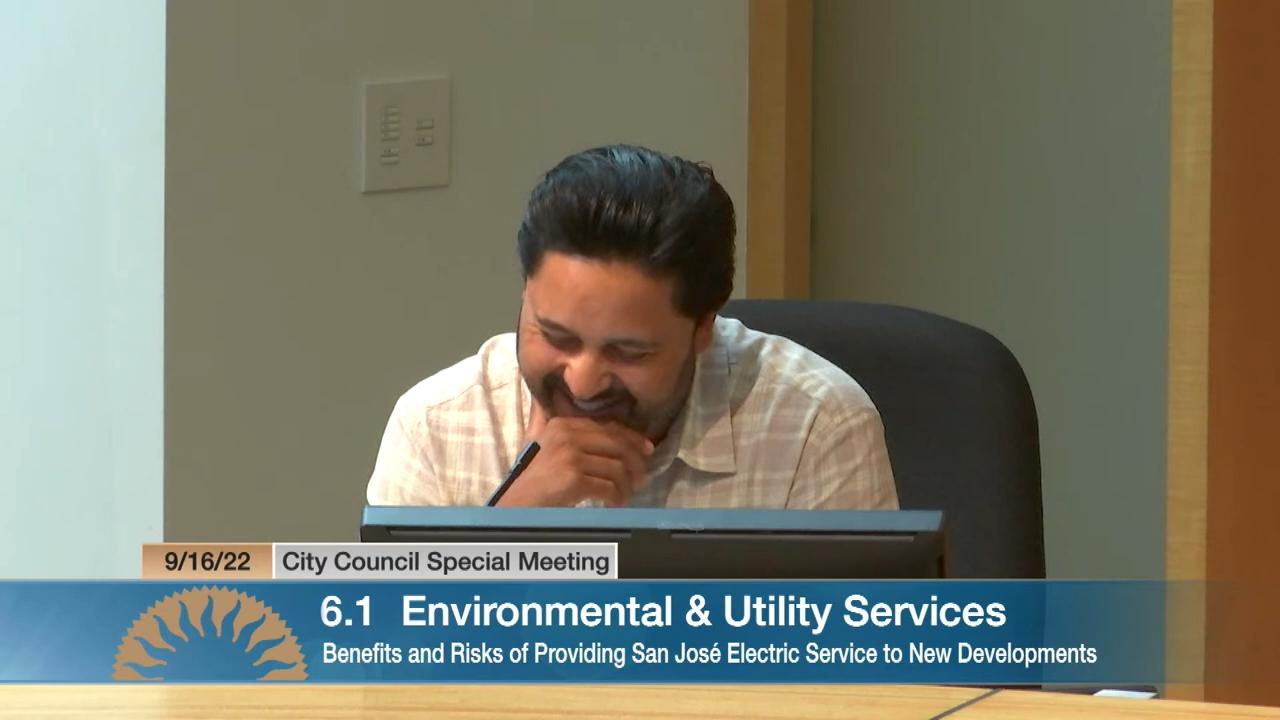 9/16/22 City Council Special Meeting
6.1 Environmental & Utility Services
Benefits and Risks of Providing San José Electric Service to New Developments